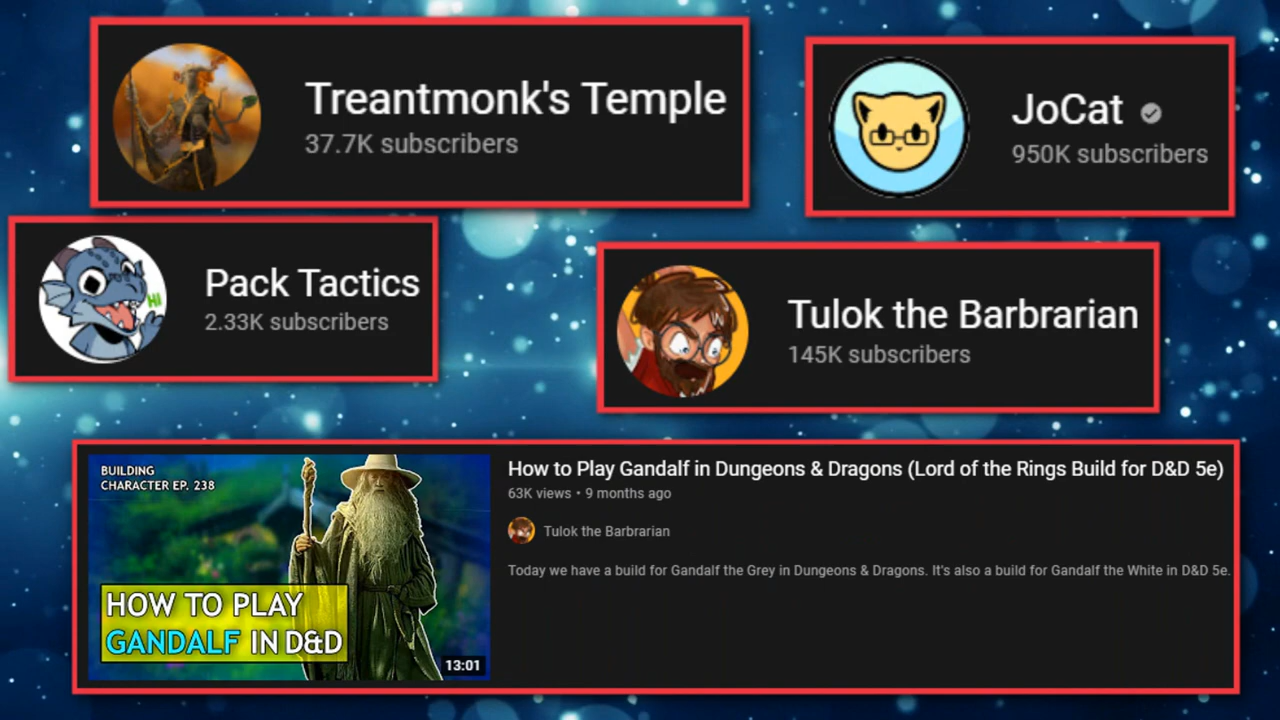 Treantmonk's Temple
37.7K subscribers
JoCat
950K subscribers
HI
Pack Tactics
2.33K subscribers
Tulok the Barbrarian
145K subscribers
BUILDING
CHARACTER EP. 238
HOW TO PLAY
GANDALF IN D&D
13:01
How to Play Gandalf in Dungeons & Dragons (Lord of the Rings Build for D&D 5e)
63K views • 9 months ago
Tulok the Barbrarian
Today we have a build for Gandalf the Grey in Dungeons & Dragons. It's also a build for Gandalf the White in D&D 5e.